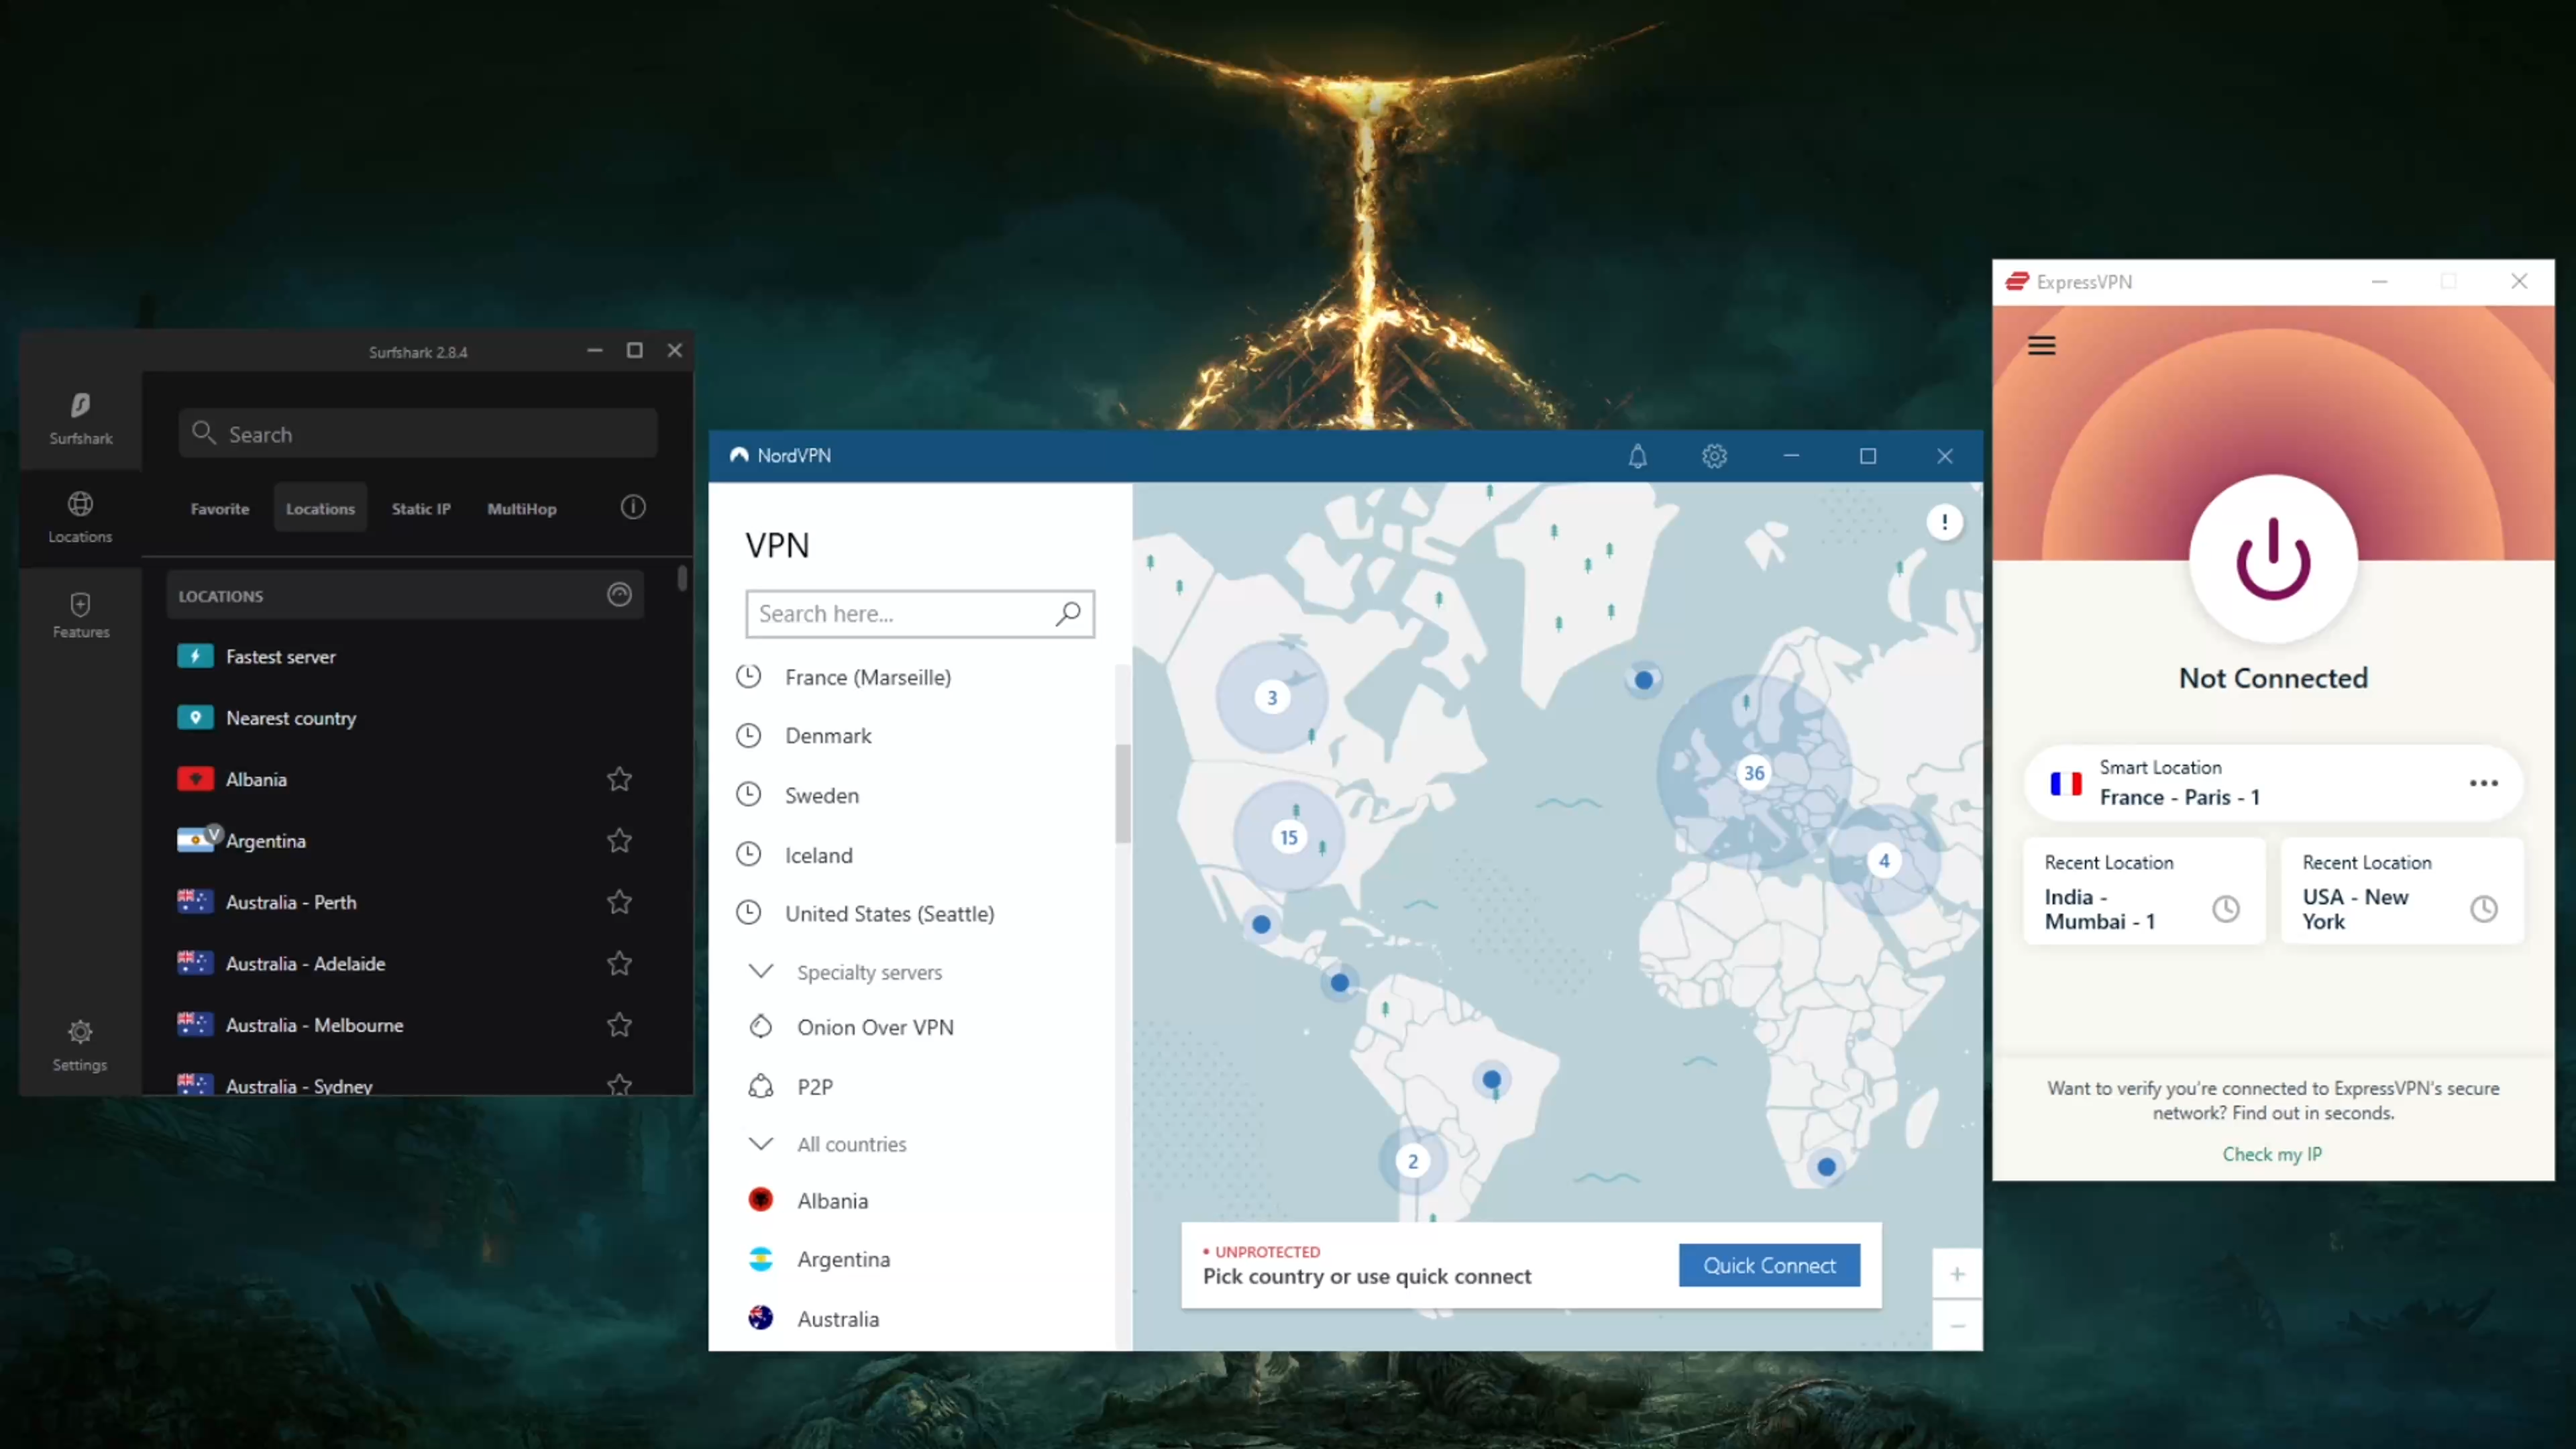 Surfshark 2.8.4
Surfshark
Locations
Features
Settings
Search
Favorite
Locations
Static IP
MultiHop
LOCATIONS
Fastest server
Nearest country
Albania
V
Argentina
Australia - Perth
Australia - Adelaide
Australia - Melbourne
Australia - Sydney
NordVPN
VPN
Search here...
France (Marseille)
Denmark
Sweden
Iceland
United States (Seattle)
Specialty servers
Onion Over VPN
P2P
All countries
Albania
Argentina
Australia
!
3
36
15
4
2
• UNPROTECTED
Pick country or use quick connect
Quick Connect
+
−
ExpressVPN
Not Connected
Smart Location
France - Paris - 1
Recent Location
India -
Mumbai - 1
Recent Location
USA - New
York
Want to verify you're connected to ExpressVPN's secure
network? Find out in seconds.
Check my IP